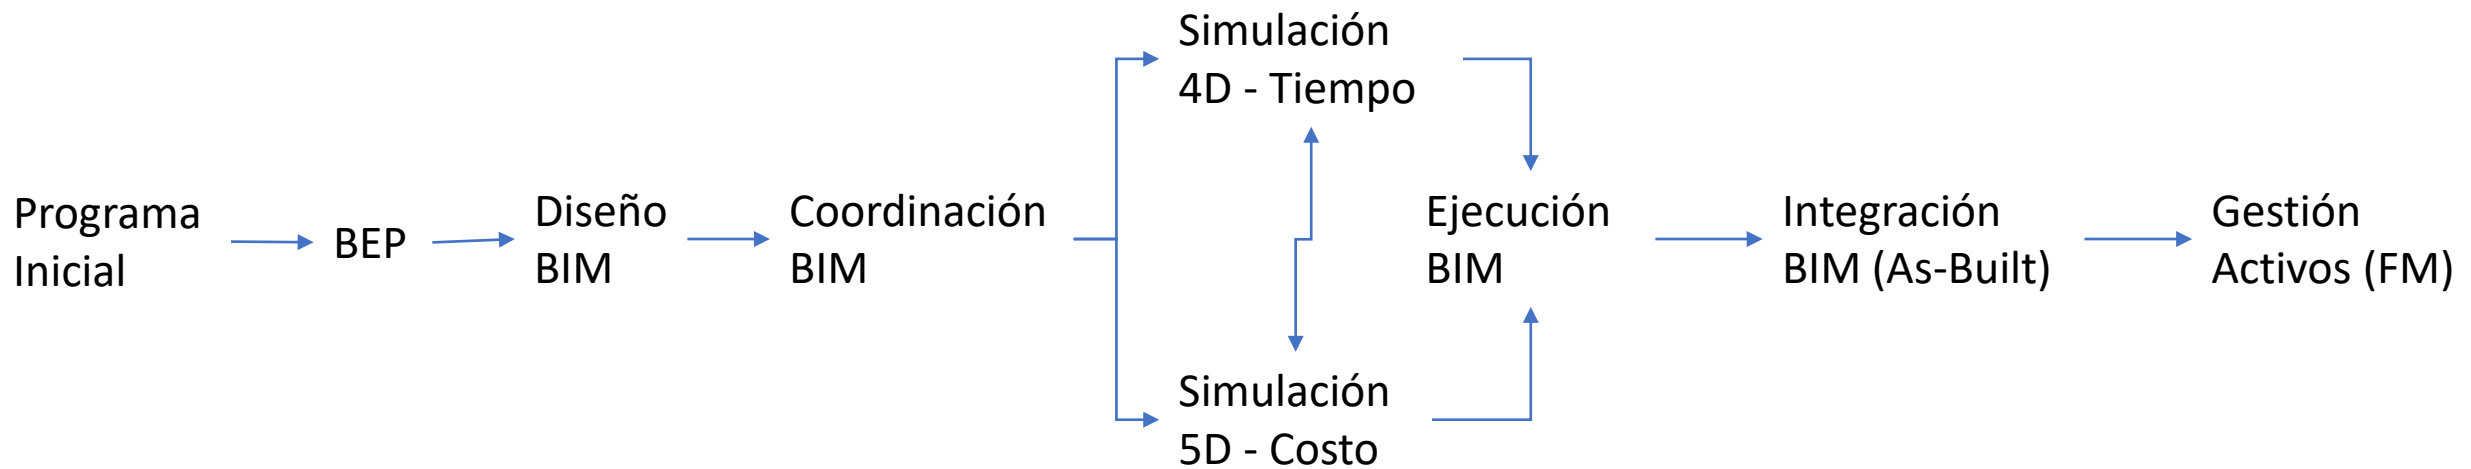 Programa
Inicial
BEP
Diseño
BIM
Coordinación
BIM
Simulación
4D - Tiempo
Simulación
5D - Costo
Ejecución
BIM
Integración
BIM (As-Built)
Gestión
Activos (FM)